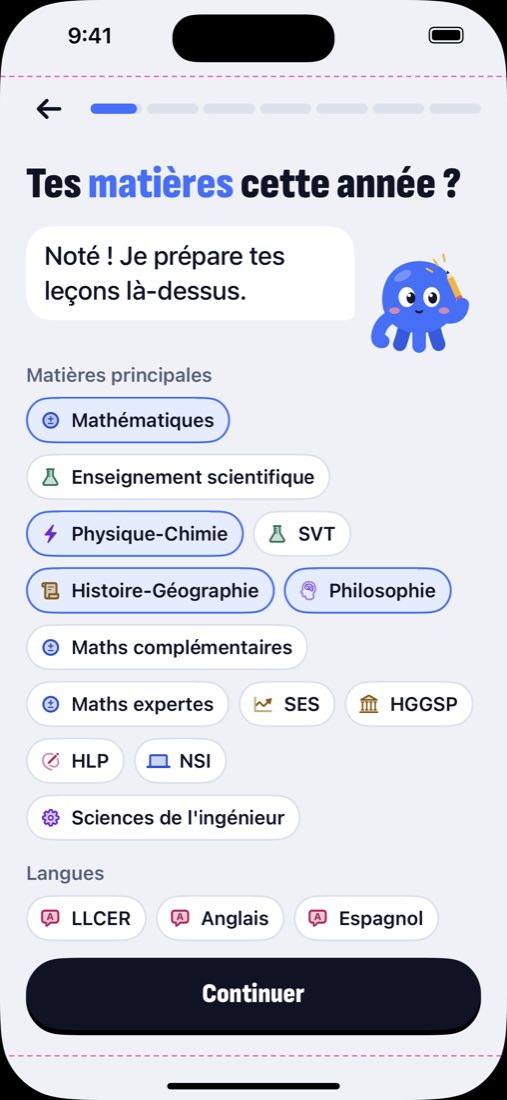 9:41
Tes matières cette année ?
Noté ! Je prépare tes
leçons là-dessus.
Matières principales
Mathématiques
Enseignement scientifique
Physique-Chimie SVT
Histoire-Géographie Philosophie
Maths complémentaires
Maths expertes SES HGGSP
HLP NSI
Sciences de l'ingénieur
Langues
A LLCER A Anglais A Espagnol
Continuer